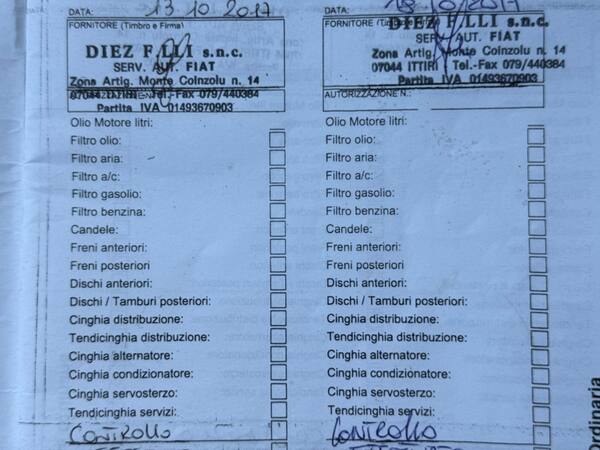 DATA: 13 10 2017
FORNITORE (Timbro e Firma)
DIEZ F.LLI s.n.c.
SERV. AUT. FIAT
Zona Artig. Monte Coinzolu n. 14
07044 ITTIRI Tel.-Fax 079/440384
Partita IVA 01493670903
Olio Motore litri:
Filtro olio:
Filtro aria:
Filtro a/c:
Filtro gasolio:
Filtro benzina:
Candele:
Freni anteriori:
Freni posteriori
Dischi anteriori:
Dischi / Tamburi posteriori:
Cinghia distribuzione:
Tendicinghia distribuzione:
Cinghia alternatore:
Cinghia condizionatore:
Cinghia servosterzo:
Tendicinghia servizi:
CONTROLLO
DATA: 10/2017
FORNITORE
DIEZ F.LLI s.n.c.
SERV. AUT. FIAT
Zona Artig. Monte Coinzolu n. 14
07044 ITTIRI Tel.-Fax 079/440384
Partita IVA 01493670903
AUTORIZZAZIONE N.:
Olio Motore litri:
Filtro olio:
Filtro aria:
Filtro a/c:
Filtro gasolio:
Filtro benzina:
Candele:
Freni anteriori:
Freni posteriori:
Dischi anteriori:
Dischi / Tamburi posteriori:
Cinghia distribuzione:
Tendicinghia distribuzione:
Cinghia alternatore:
Cinghia condizionatore:
Cinghia servosterzo:
Tendicinghia servizi:
CONTROLLO
Ordinaria